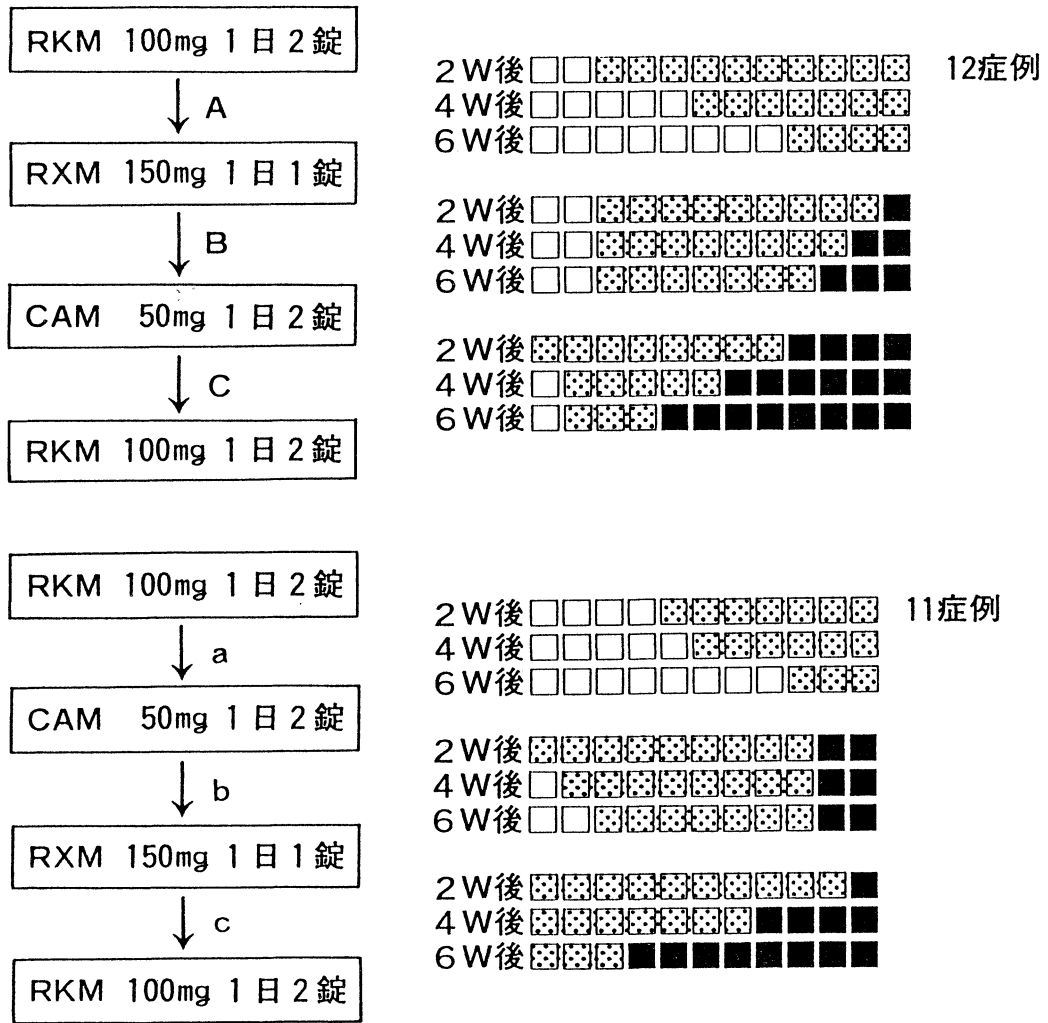 RKM 100mg 1日2錠
A
RXM 150mg 1日1錠
B
CAM 50mg 1日2錠
C
RKM 100mg 1日2錠
2W後
12症例
4W後
6W後
2W後
4W後
6W後
2W後
4W後
6W後
RKM 100mg 1日2錠
a
CAM 50mg 1日2錠
b
RXM 150mg 1日1錠
c
RKM 100mg 1日2錠
2W後
11症例
4W後
6W後
2W後
4W後
6W後
2W後
4W後
6W後